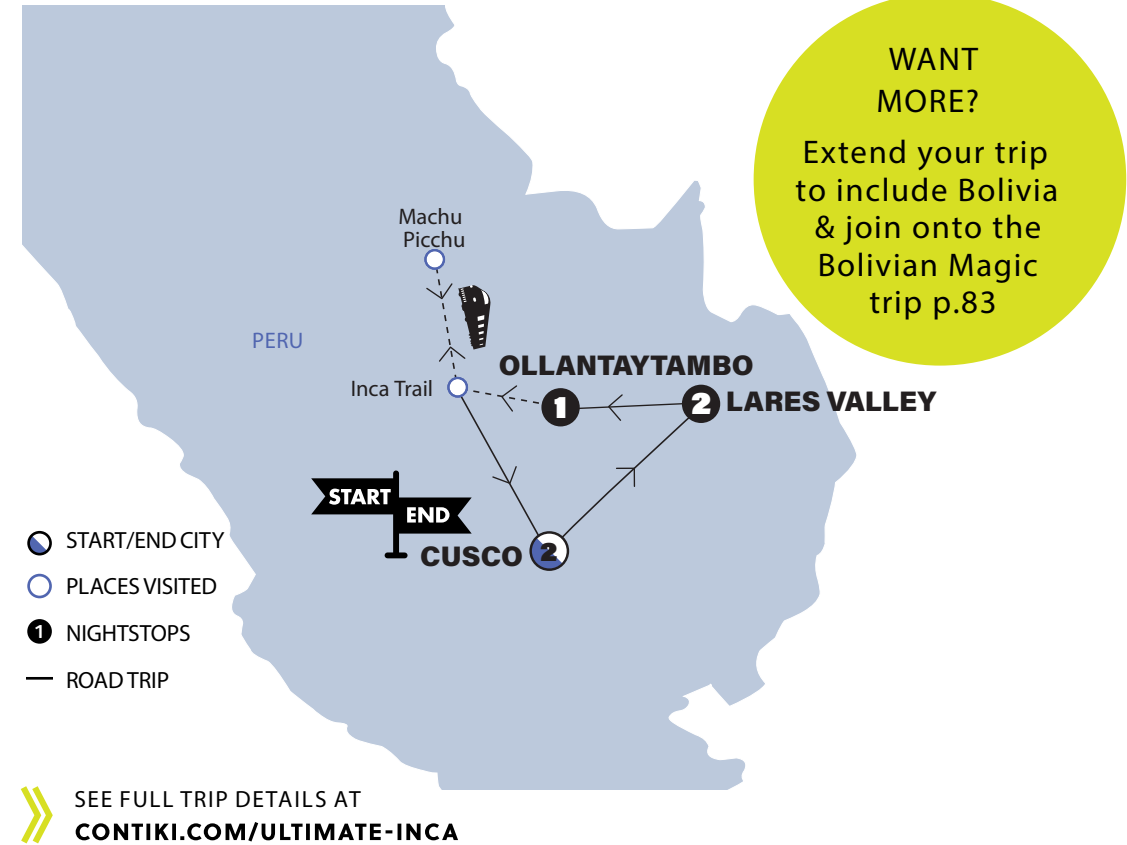 WANT
MORE?
Extend your trip
to include Bolivia
& join onto the
Bolivian Magic
trip p.83
Machu
Picchu
PERU
OLLANTAYTAMBO
Inca Trail
1
2 LARES VALLEY
START
END
CUSCO 2
START/END CITY
PLACES VISITED
1 NIGHTSTOPS
ROAD TRIP
SEE FULL TRIP DETAILS AT
CONTIKI.COM/ULTIMATE-INCA